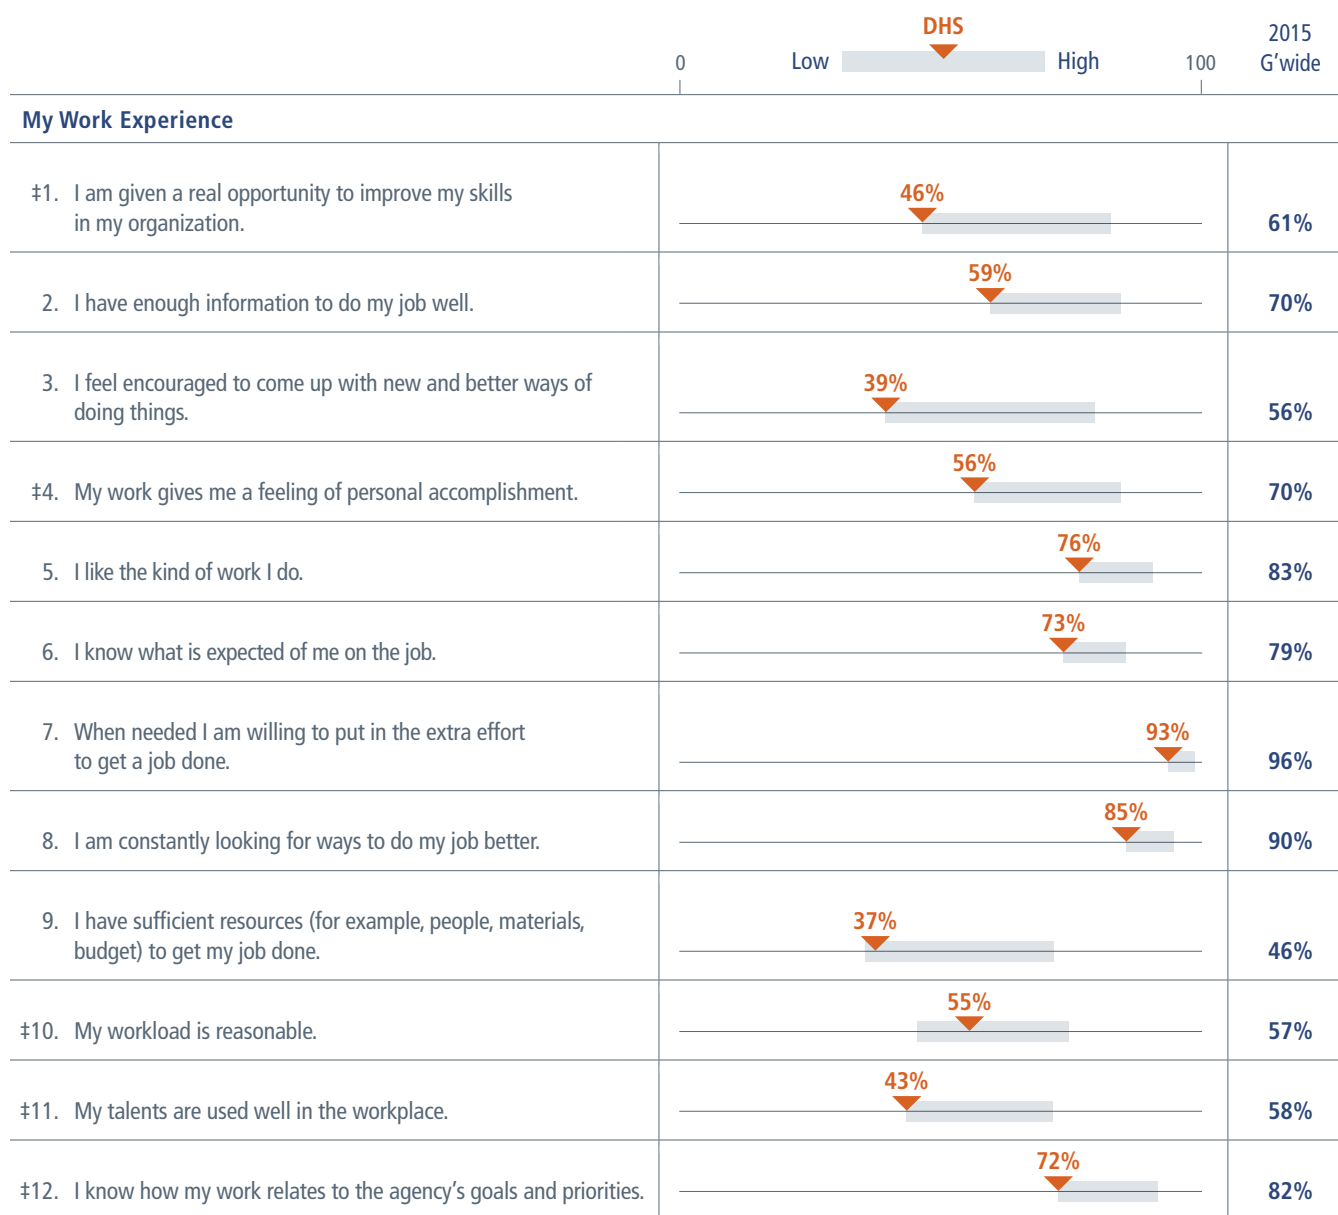 DHS
2015
0
Low
High
100
G’wide
My Work Experience
‡1. I am given a real opportunity to improve my skills
in my organization.
46%
61%
2. I have enough information to do my job well.
59%
70%
3. I feel encouraged to come up with new and better ways of
doing things.
39%
56%
‡4. My work gives me a feeling of personal accomplishment.
56%
70%
5. I like the kind of work I do.
76%
83%
6. I know what is expected of me on the job.
73%
79%
7. When needed I am willing to put in the extra effort
to get a job done.
93%
96%
8. I am constantly looking for ways to do my job better.
85%
90%
9. I have sufficient resources (for example, people, materials,
budget) to get my job done.
37%
46%
‡10. My workload is reasonable.
55%
57%
‡11. My talents are used well in the workplace.
43%
58%
‡12. I know how my work relates to the agency’s goals and priorities.
72%
82%